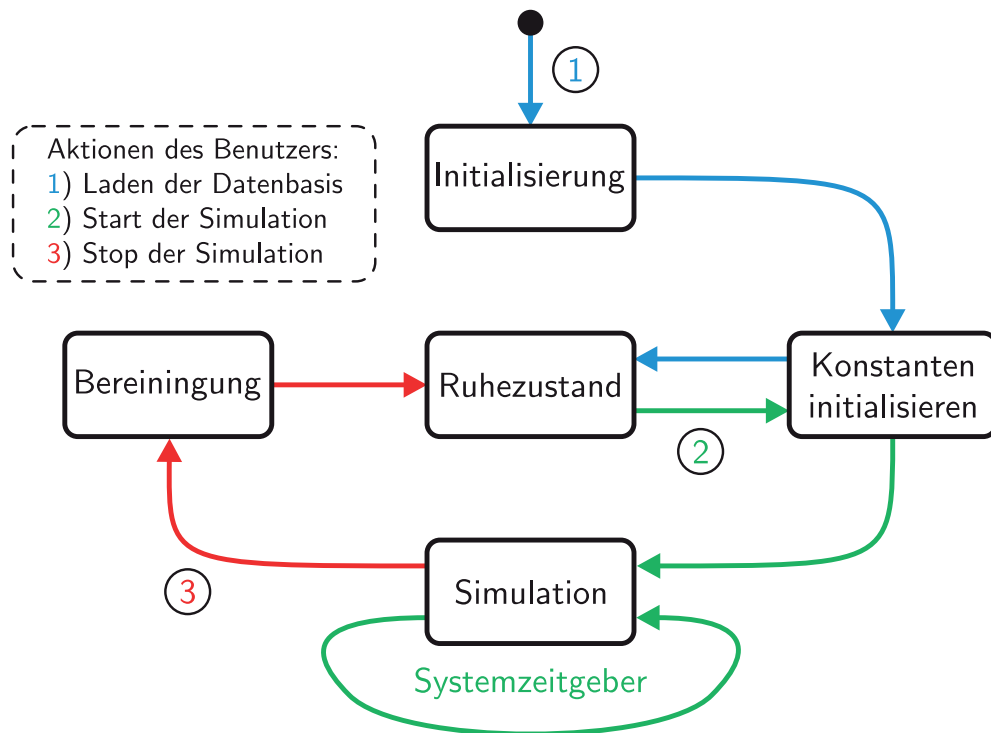 1
Aktionen des Benutzers:
1) Laden der Datenbasis
2) Start der Simulation
3) Stop der Simulation
Initialisierung
Bereiningung
Ruhezustand
Konstanten
initialisieren
2
3
Simulation
Systemzeitgeber